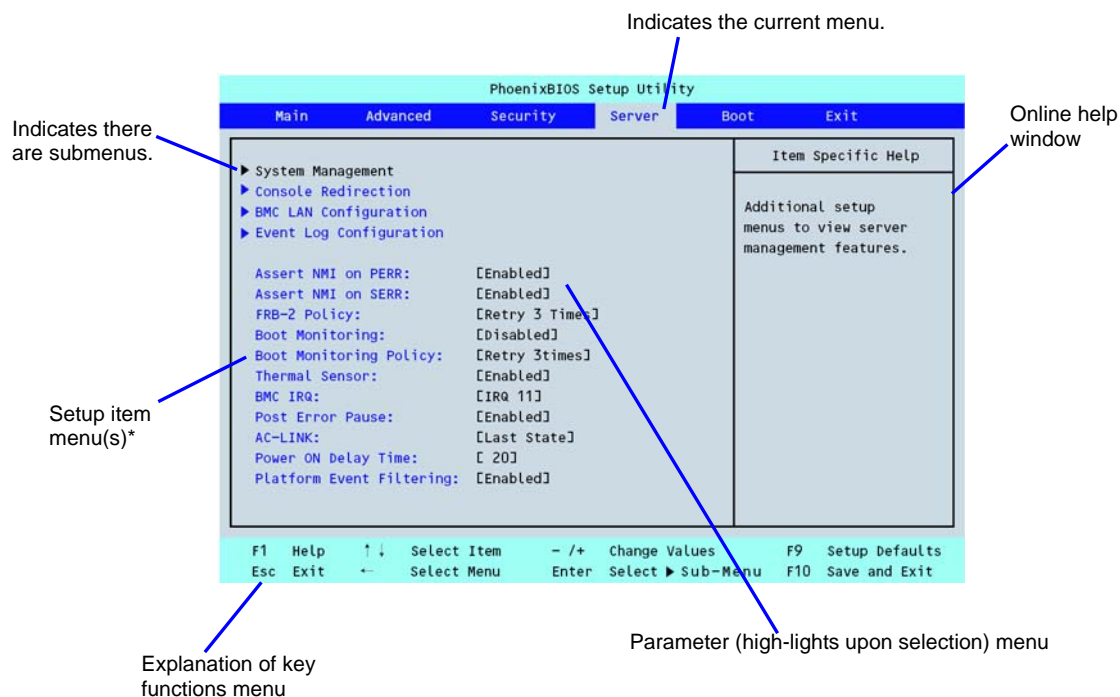 Indicates the current menu.
PhoenixBIOS Setup Utility
Main Advanced Security Server Boot Exit
Indicates there
are submenus.
Online help
window
Item Specific Help
▶ System Management
▶ Console Redirection
▶ BMC LAN Configuration
▶ Event Log Configuration
Additional setup
menus to view server
management features.
Assert NMI on PERR: [Enabled]
Assert NMI on SERR: [Enabled]
FRB-2 Policy: [Retry 3 Times]
Boot Monitoring: [Disabled]
Boot Monitoring Policy: [Retry 3times]
Thermal Sensor: [Enabled]
BMC IRQ: [IRQ 11]
Post Error Pause: [Enabled]
AC-LINK: [Last State]
Power ON Delay Time: [ 20]
Platform Event Filtering: [Enabled]
Setup item
menu(s)*
F1 Help ↑↓ Select Item - /+ Change Values F9 Setup Defaults
Esc Exit ← Select Menu Enter Select ▶ Sub-Menu F10 Save and Exit
Parameter (high-lights upon selection) menu
Explanation of key
functions menu